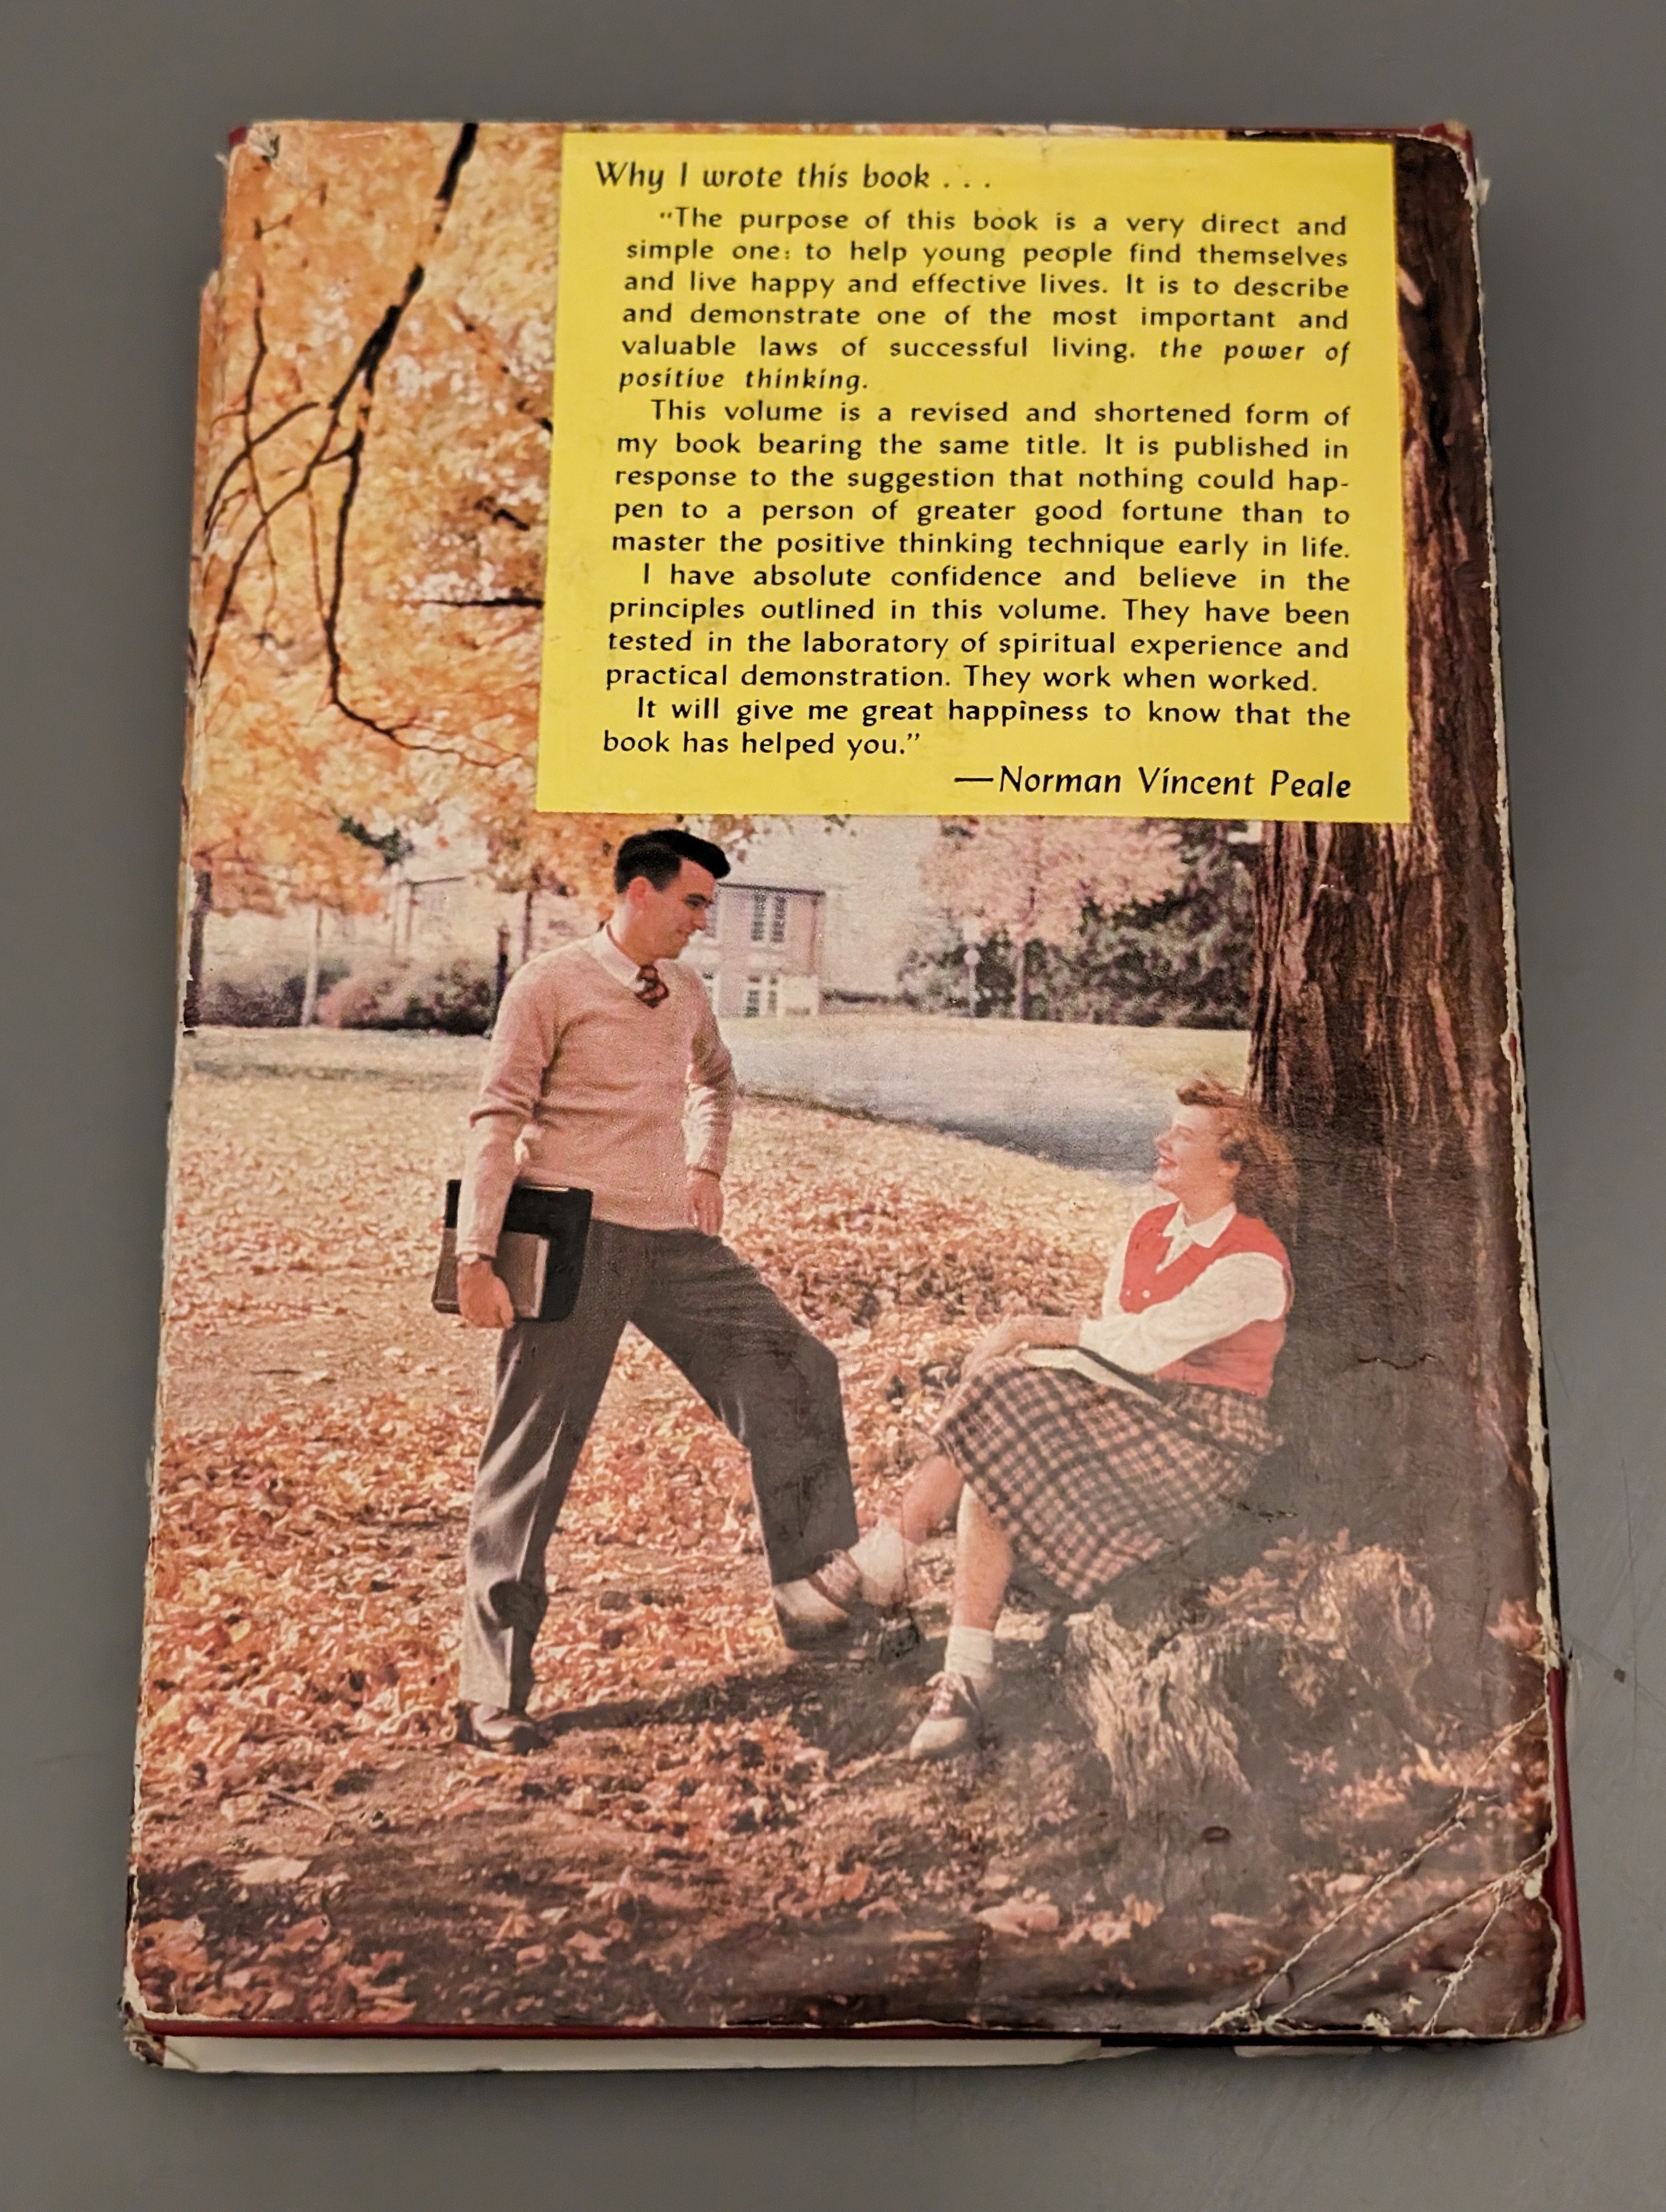 Why I wrote this book . . .
“The purpose of this book is a very direct and
simple one: to help young people find themselves
and live happy and effective lives. It is to describe
and demonstrate one of the most important and
valuable laws of successful living, the power of
positive thinking.
This volume is a revised and shortened form of
my book bearing the same title. It is published in
response to the suggestion that nothing could hap-
pen to a person of greater good fortune than to
master the positive thinking technique early in life.
I have absolute confidence and believe in the
principles outlined in this volume. They have been
tested in the laboratory of spiritual experience and
practical demonstration. They work when worked.
It will give me great happiness to know that the
book has helped you.”
—Norman Vincent Peale